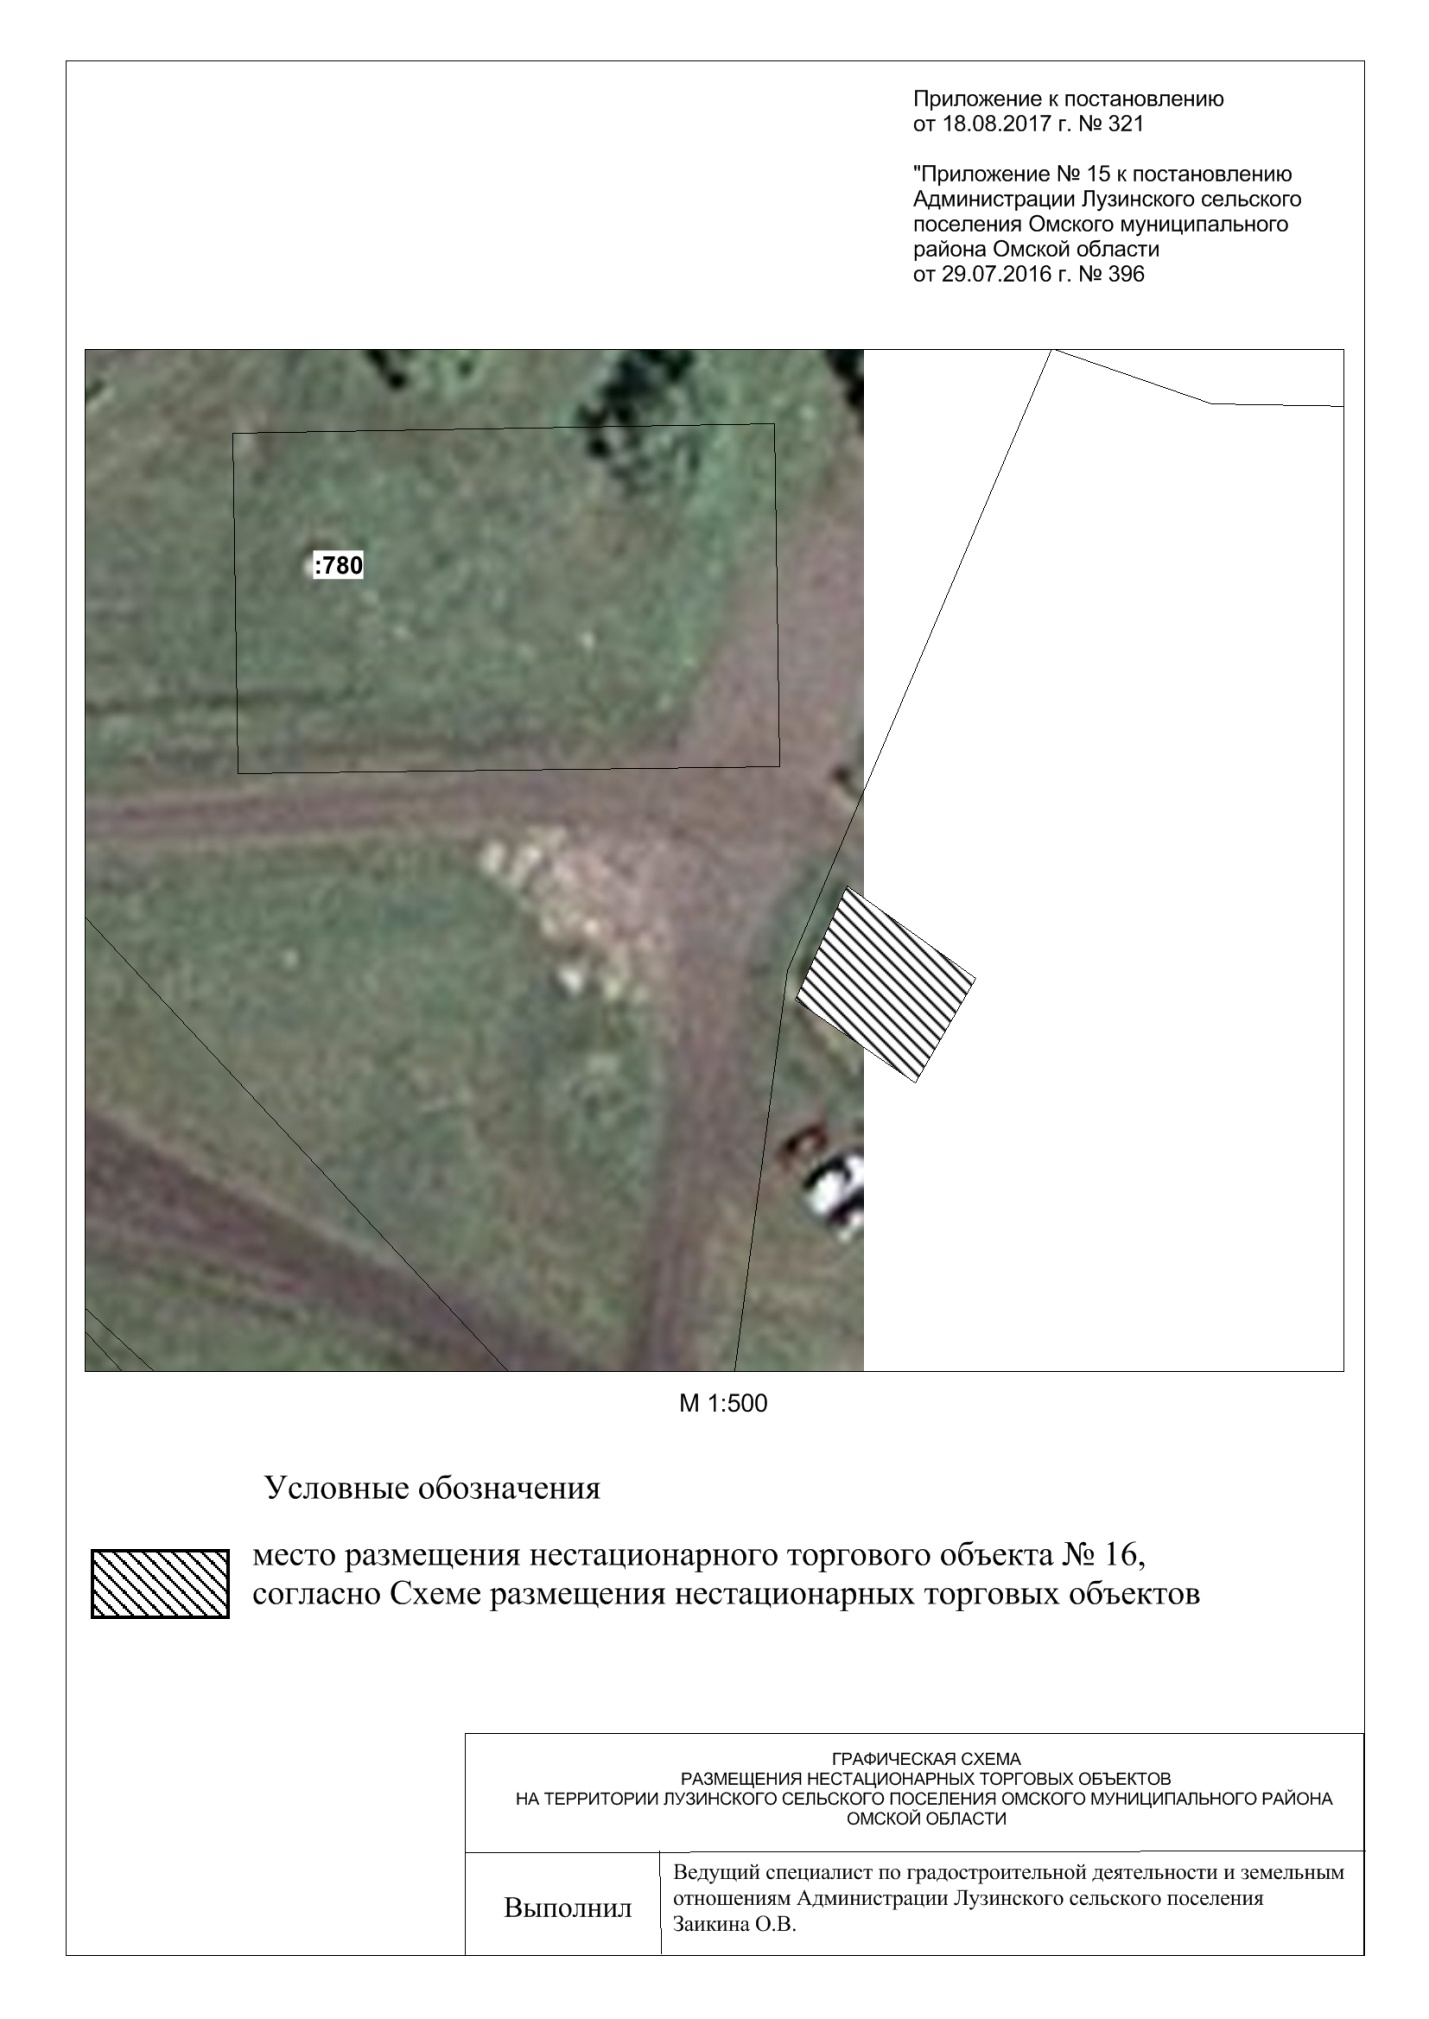 Приложение к постановлению
от 18.08.2017 г. № 321
"Приложение № 15 к постановлению
Администрации Лузинского сельского
поселения Омского муниципального
района Омской области
от 29.07.2016 г. № 396
:780
М 1:500
Условные обозначения
место размещения нестационарного торгового объекта № 16,
согласно Схеме размещения нестационарных торговых объектов
ГРАФИЧЕСКАЯ СХЕМА
РАЗМЕЩЕНИЯ НЕСТАЦИОНАРНЫХ ТОРГОВЫХ ОБЪЕКТОВ
НА ТЕРРИТОРИИ ЛУЗИНСКОГО СЕЛЬСКОГО ПОСЕЛЕНИЯ ОМСКОГО МУНИЦИПАЛЬНОГО РАЙОНА
ОМСКОЙ ОБЛАСТИ
Выполнил
Ведущий специалист по градостроительной деятельности и земельным
отношениям Администрации Лузинского сельского поселения
Заикина О.В.